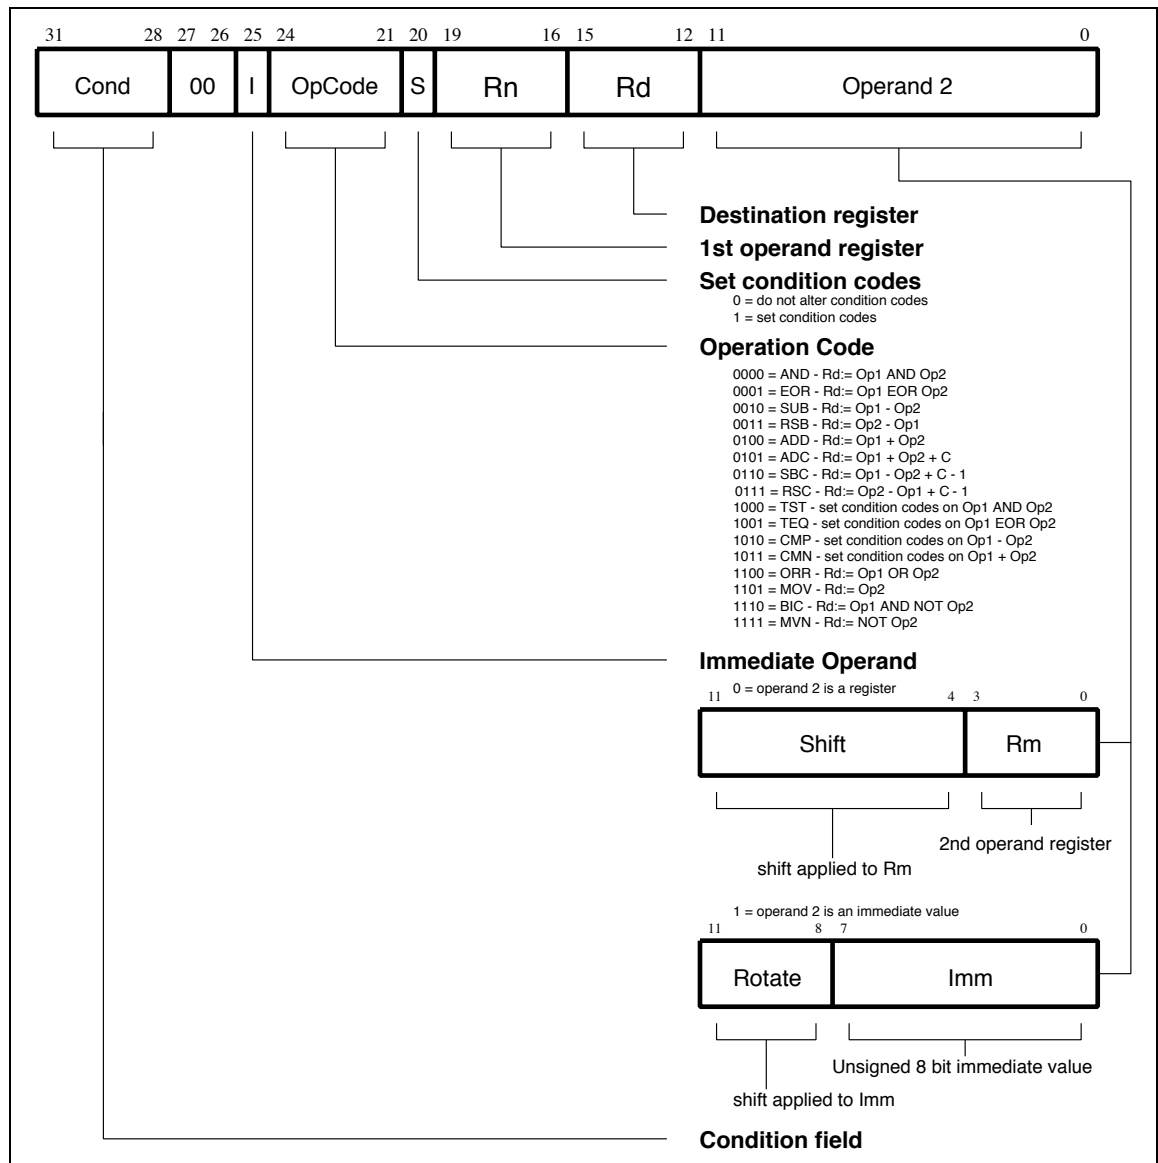 31 28 27 26 25 24 21 20 19 16 15 12 11 0
Cond 00 I OpCode S Rn Rd Operand 2
Destination register
1st operand register
Set condition codes
0 = do not alter condition codes
1 = set condition codes
Operation Code
0000 = AND - Rd:= Op1 AND Op2
0001 = EOR - Rd:= Op1 EOR Op2
0010 = SUB - Rd:= Op1 - Op2
0011 = RSB - Rd:= Op2 - Op1
0100 = ADD - Rd:= Op1 + Op2
0101 = ADC - Rd:= Op1 + Op2 + C
0110 = SBC - Rd:= Op1 - Op2 + C - 1
0111 = RSC - Rd:= Op2 - Op1 + C - 1
1000 = TST - set condition codes on Op1 AND Op2
1001 = TEQ - set condition codes on Op1 EOR Op2
1010 = CMP - set condition codes on Op1 - Op2
1011 = CMN - set condition codes on Op1 + Op2
1100 = ORR - Rd:= Op1 OR Op2
1101 = MOV - Rd:= Op2
1110 = BIC - Rd:= Op1 AND NOT Op2
1111 = MVN - Rd:= NOT Op2
Immediate Operand
0 = operand 2 is a register
11 4 3 0
Shift Rm
2nd operand register
shift applied to Rm
1 = operand 2 is an immediate value
11 8 7 0
Rotate Imm
Unsigned 8 bit immediate value
shift applied to Imm
Condition field